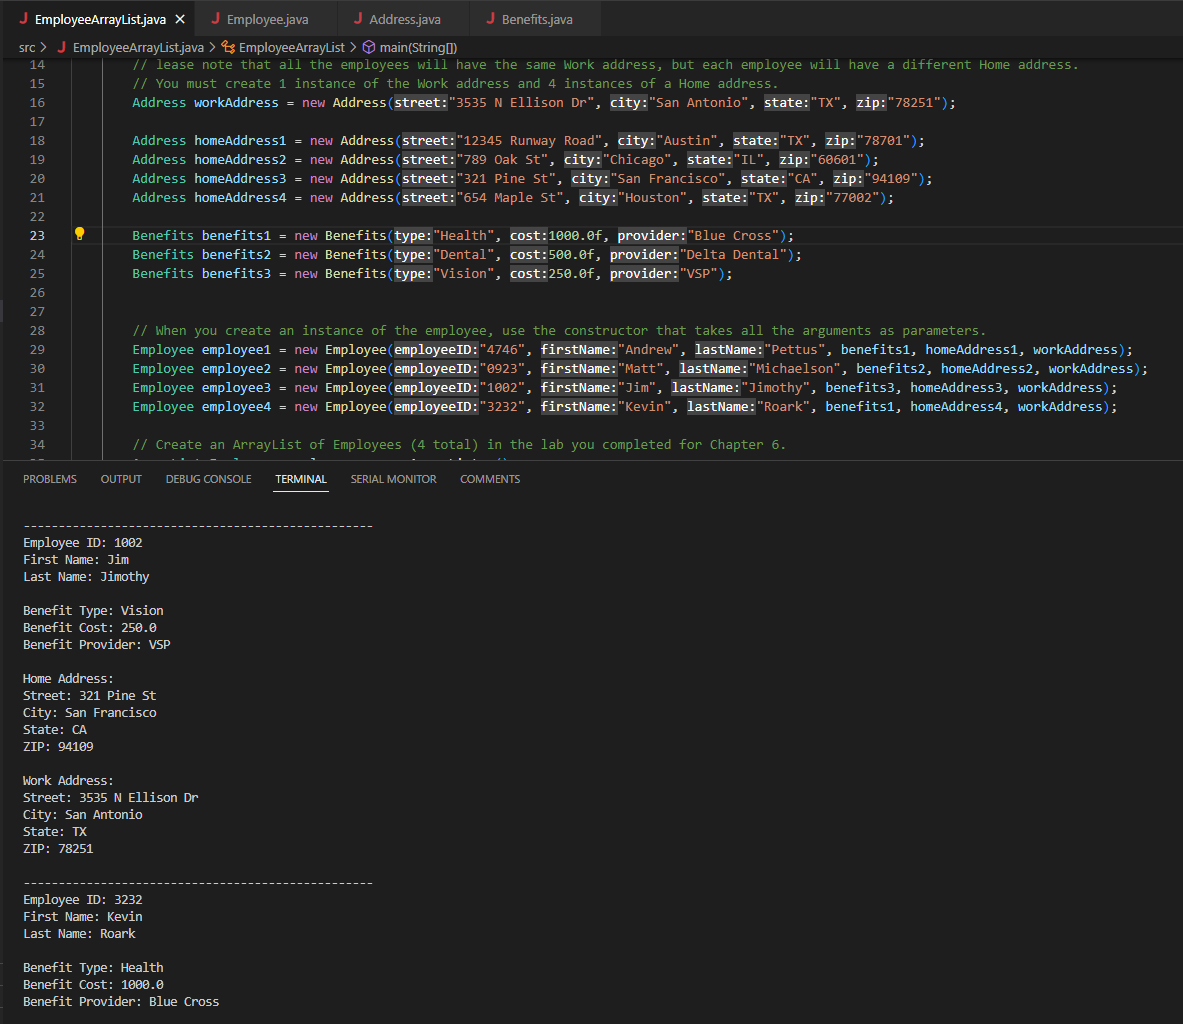 EmployeeArrayList.java Employee.java Address.java Benefits.java
src EmployeeArrayList.java EmployeeArrayList main(String[])
14 // lease note that all the employees will have the same Work address, but each employee will have a different Home address.
15 // You must create 1 instance of the Work address and 4 instances of a Home address.
16 Address workAddress = new Address(street:"3535 N Ellison Dr", city:"San Antonio", state:"TX", zip:"78251");
17
18 Address homeAddress1 = new Address(street:"12345 Runway Road", city:"Austin", state:"TX", zip:"78701");
19 Address homeAddress2 = new Address(street:"789 Oak St", city:"Chicago", state:"IL", zip:"60601");
20 Address homeAddress3 = new Address(street:"321 Pine St", city:"San Francisco", state:"CA", zip:"94109");
21 Address homeAddress4 = new Address(street:"654 Maple St", city:"Houston", state:"TX", zip:"77002");
22
23 Benefits benefits1 = new Benefits(type:"Health", cost:1000.0f, provider:"Blue Cross");
24 Benefits benefits2 = new Benefits(type:"Dental", cost:500.0f, provider:"Delta Dental");
25 Benefits benefits3 = new Benefits(type:"Vision", cost:250.0f, provider:"VSP");
26
27
28 // When you create an instance of the employee, use the constructor that takes all the arguments as parameters.
29 Employee employee1 = new Employee(employeeID:"4746", firstName:"Andrew", lastName:"Pettus", benefits1, homeAddress1, workAddress);
30 Employee employee2 = new Employee(employeeID:"0923", firstName:"Matt", lastName:"Michaelson", benefits2, homeAddress2, workAddress);
31 Employee employee3 = new Employee(employeeID:"1002", firstName:"Jim", lastName:"Jimothy", benefits3, homeAddress3, workAddress);
32 Employee employee4 = new Employee(employeeID:"3232", firstName:"Kevin", lastName:"Roark", benefits1, homeAddress4, workAddress);
33
34 // Create an ArrayList of Employees (4 total) in the lab you completed for Chapter 6.
PROBLEMS OUTPUT DEBUG CONSOLE TERMINAL SERIAL MONITOR COMMENTS
--------------------------------------------------
Employee ID: 1002
First Name: Jim
Last Name: Jimothy
Benefit Type: Vision
Benefit Cost: 250.0
Benefit Provider: VSP
Home Address:
Street: 321 Pine St
City: San Francisco
State: CA
ZIP: 94109
Work Address:
Street: 3535 N Ellison Dr
City: San Antonio
State: TX
ZIP: 78251
--------------------------------------------------
Employee ID: 3232
First Name: Kevin
Last Name: Roark
Benefit Type: Health
Benefit Cost: 1000.0
Benefit Provider: Blue Cross